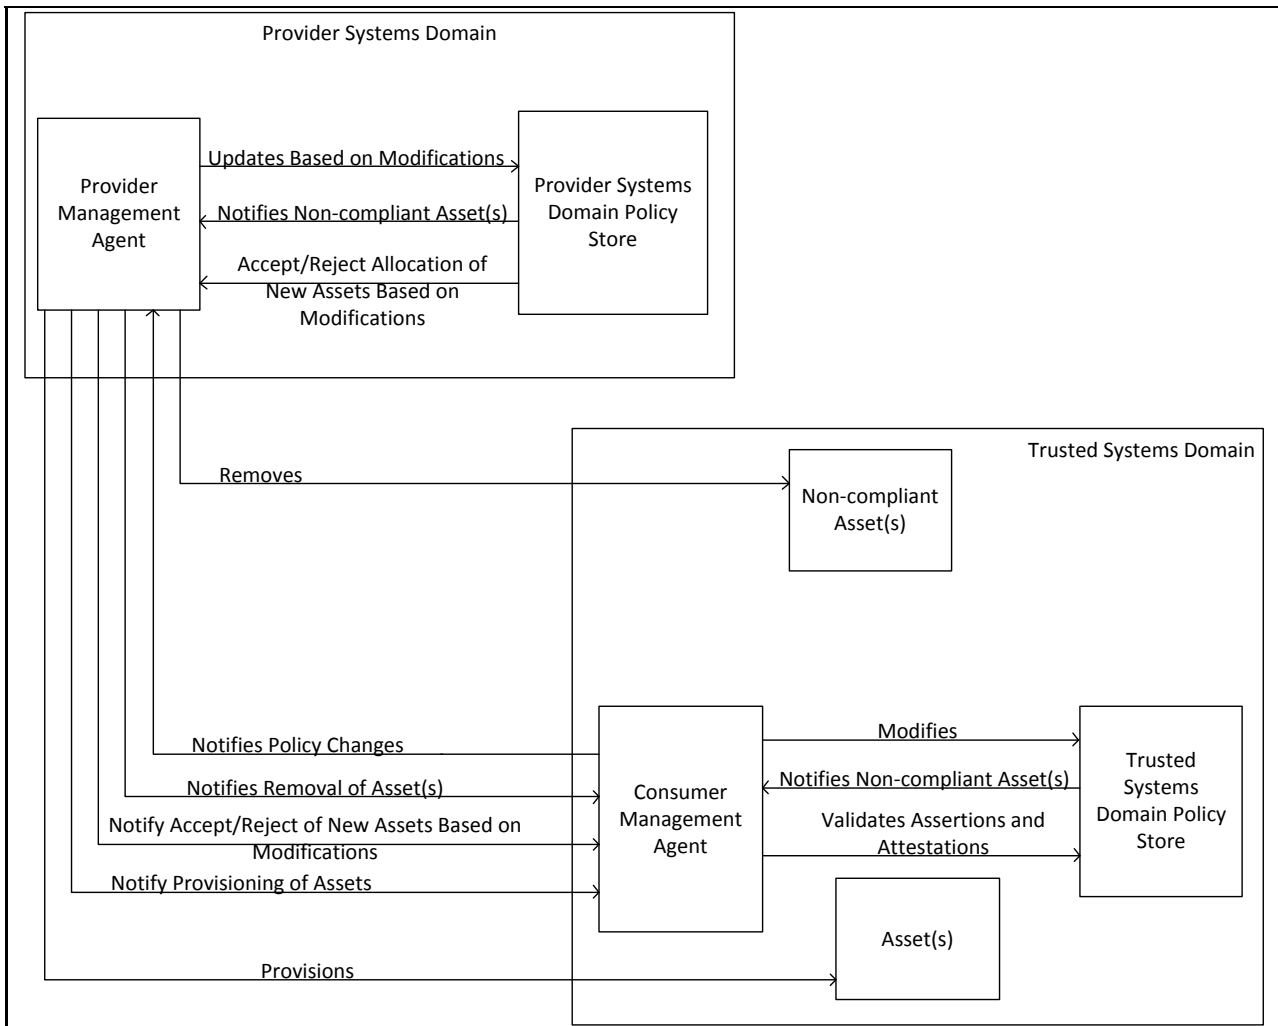 Provider Systems Domain
Provider
Management
Agent
Updates Based on Modifications
Notifies Non-compliant Asset(s)
Accept/Reject Allocation of
New Assets Based on
Modifications
Provider Systems
Domain Policy
Store
Trusted Systems Domain
Removes
Non-compliant
Asset(s)
Notifies Policy Changes
Notifies Removal of Asset(s)
Notify Accept/Reject of New Assets Based on
Modifications
Notify Provisioning of Assets
Provisions
Consumer
Management
Agent
Modifies
Notifies Non-compliant Asset(s)
Validates Assertions and
Attestations
Trusted
Systems
Domain Policy
Store
Asset(s)